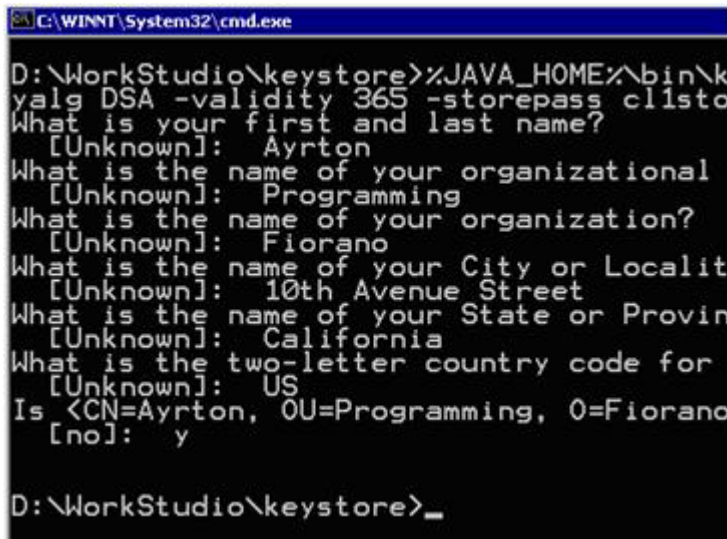 C:\WINNT\System32\cmd.exe
D:\WorkStudio\keystore>%JAVA_HOME%\bin\k
yalg DSA -validity 365 -storepass cl1sto
What is your first and last name?
[Unknown]: Ayrton
What is the name of your organizational
[Unknown]: Programming
What is the name of your organization?
[Unknown]: Fiorano
What is the name of your City or Localit
[Unknown]: 10th Avenue Street
What is the name of your State or Provin
[Unknown]: California
What is the two-letter country code for
[Unknown]: US
Is <CN=Ayrton, OU=Programming, O=Fiorano
[no]: y
D:\WorkStudio\keystore>_